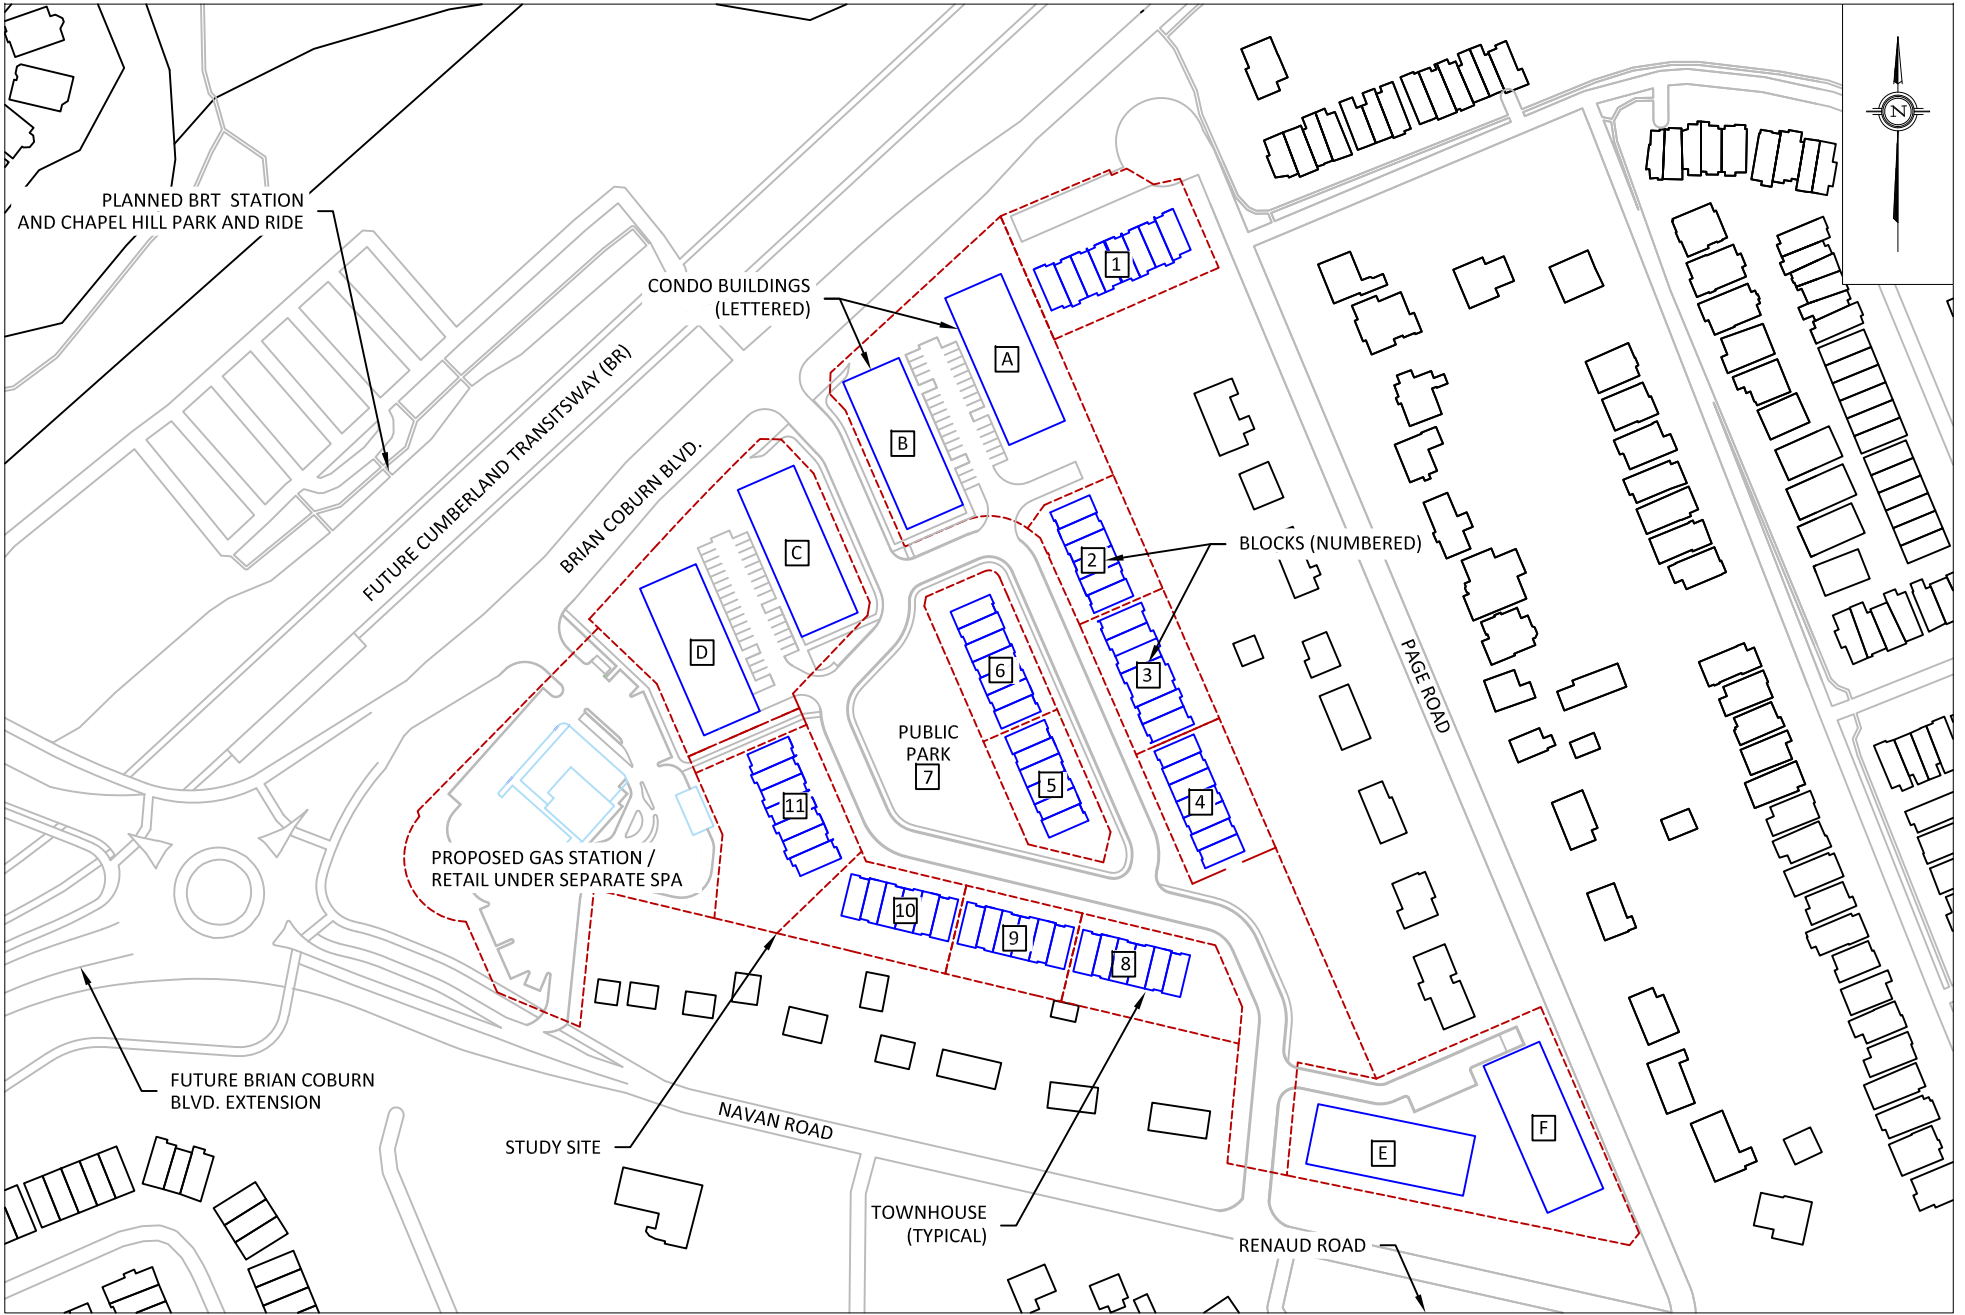 N
PLANNED BRT STATION
AND CHAPEL HILL PARK AND RIDE
CONDO BUILDINGS
(LETTERED)
1
A
FUTURE CUMBERLAND TRANSITSWAY (BR)
BRIAN COBURN BLVD.
B
C
2
BLOCKS (NUMBERED)
D
6
3
PAGE ROAD
PUBLIC
PARK
7
5
11
4
PROPOSED GAS STATION /
RETAIL UNDER SEPARATE SPA
10
9
8
FUTURE BRIAN COBURN
BLVD. EXTENSION
NAVAN ROAD
STUDY SITE
E
F
TOWNHOUSE
(TYPICAL)
RENAUD ROAD